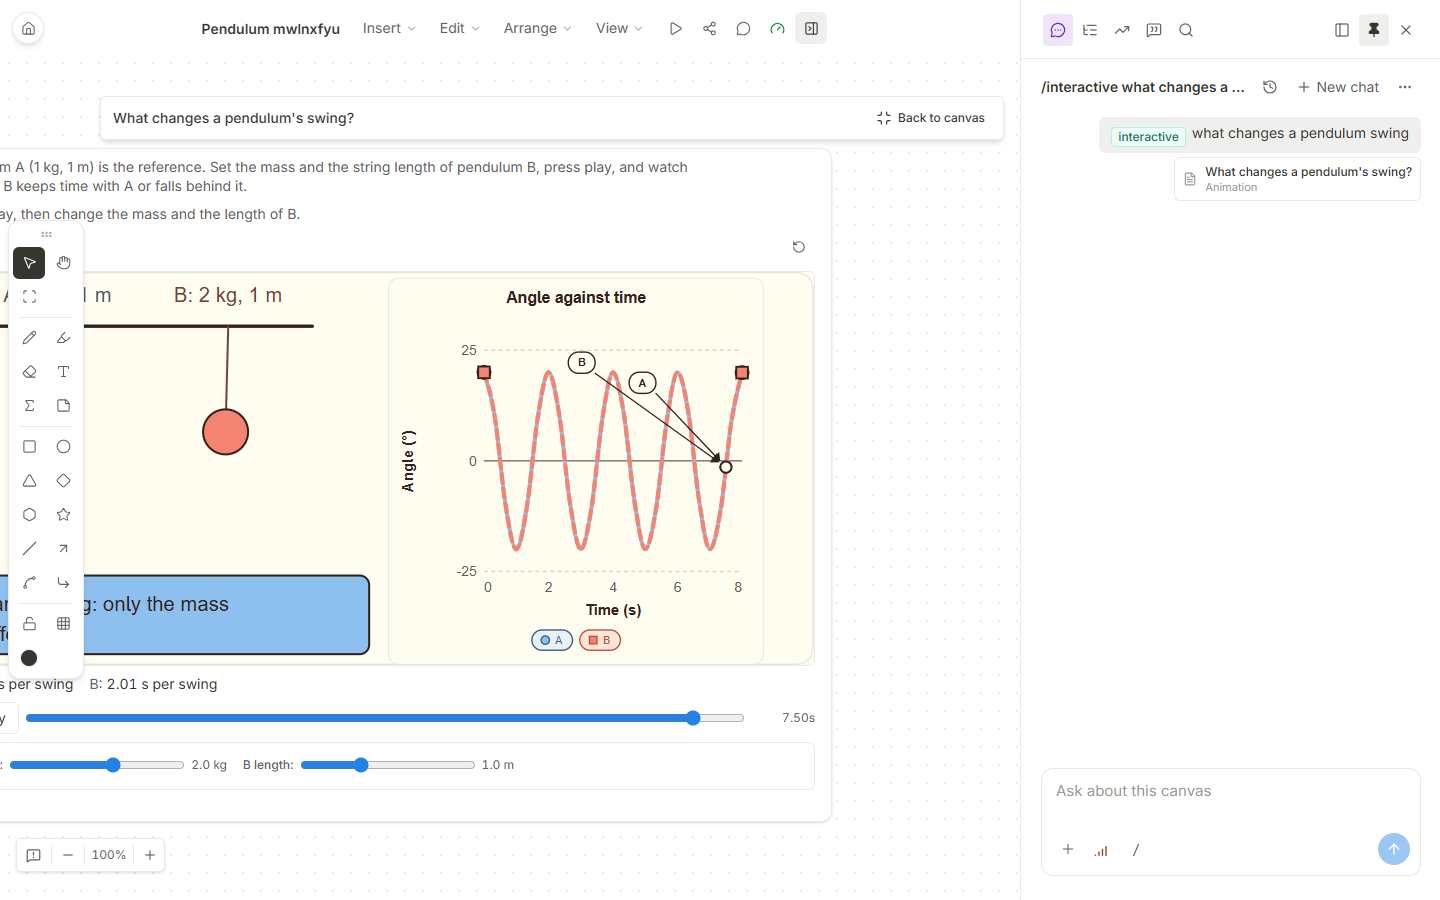 Pendulum mwlnxfyu
Insert
Edit
Arrange
View
What changes a pendulum's swing?
Back to canvas
m A (1 kg, 1 m) is the reference. Set the mass and the string length of pendulum B, press play, and watch
B keeps time with A or falls behind it.
ay, then change the mass and the length of B.
1 m
B: 2 kg, 1 m
Angle against time
25
0
-25
Angle (°)
B
A
0 2 4 6 8
Time (s)
A
B
g: only the mass
s per swing B: 2.01 s per swing
y
7.50s
: 2.0 kg B length: 1.0 m
100%
/interactive what changes a ...
New chat
interactive what changes a pendulum swing
What changes a pendulum's swing?
Animation
Ask about this canvas
/